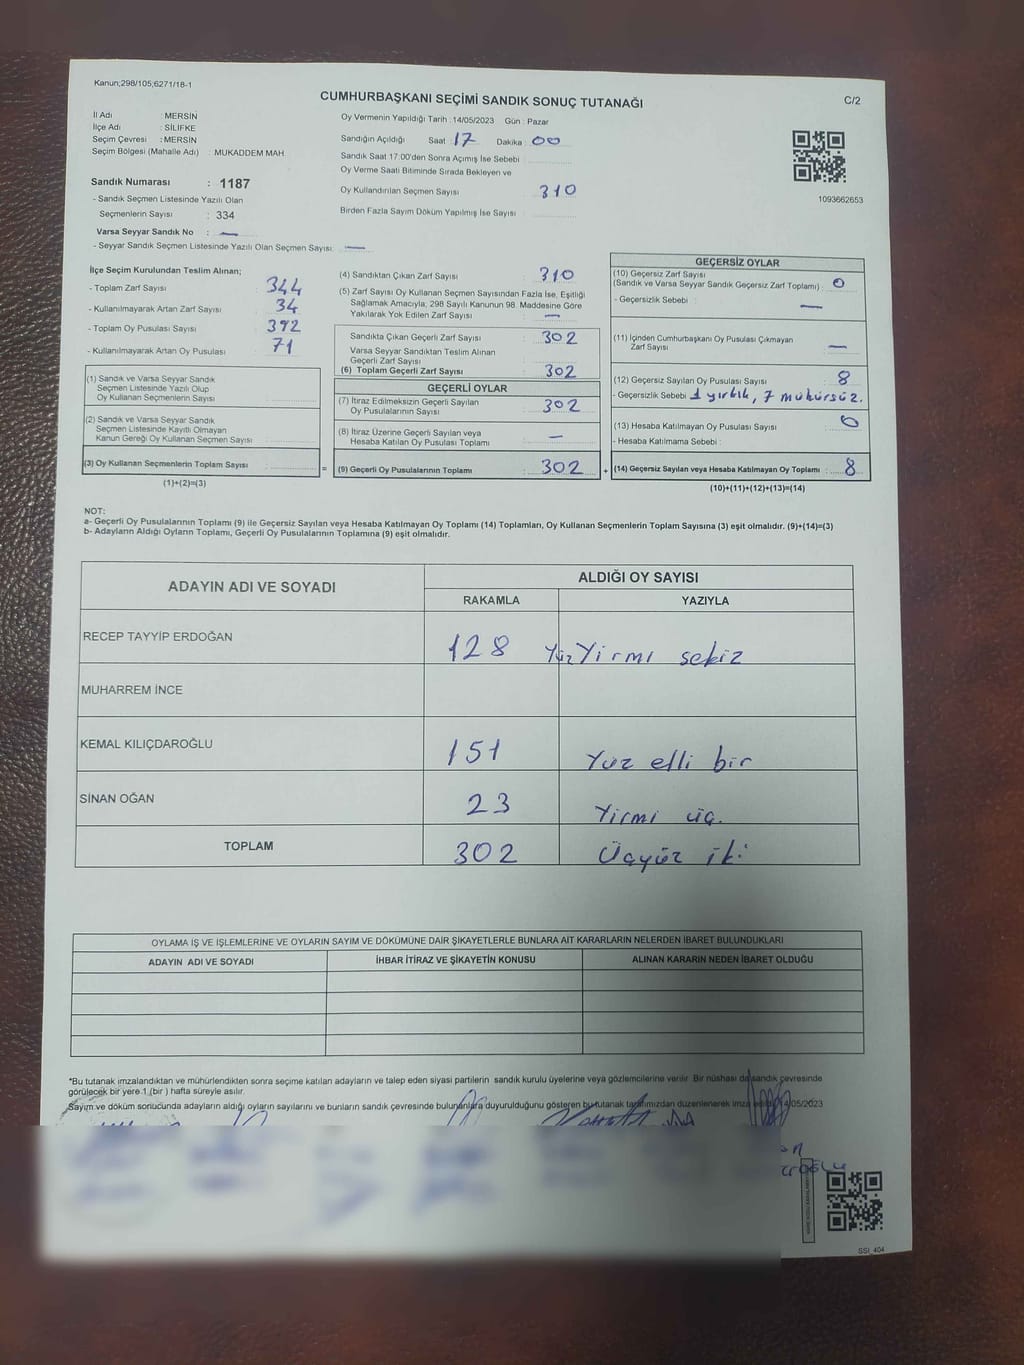 Kanun;298/105;6271/18-1
CUMHURBAŞKANI SEÇİMİ SANDIK SONUÇ TUTANAĞI
C/2
İl Adı : MERSİN
İlçe Adı : SİLİFKE
Seçim Çevresi : MERSİN
Seçim Bölgesi (Mahalle Adı) : MUKADDEM MAH.
Sandık Numarası : 1187
- Sandık Seçmen Listesinde Yazılı Olan
Seçmenlerin Sayısı : 334
Varsa Seyyar Sandık No : —
- Seyyar Sandık Seçmen Listesinde Yazılı Olan Seçmen Sayısı: —
Oy Vermenin Yapıldığı Tarih : 14/05/2023 Gün : Pazar
Sandığın Açıldığı Saat : 17 Dakika : 00
Sandık Saat 17:00'den Sonra Açımış İse Sebebi :
Oy Verme Saati Bitiminde Sırada Bekleyen ve
Oy Kullandırılan Seçmen Sayısı : 310
Birden Fazla Sayım Döküm Yapılmış İse Sayısı :
1093662653
İlçe Seçim Kurulundan Teslim Alınan;
- Toplam Zarf Sayısı : 344
- Kullanılmayarak Artan Zarf Sayısı : 34
- Toplam Oy Pusulası Sayısı : 392
- Kullanılmayarak Artan Oy Pusulası : 71
(1) Sandık ve Varsa Seyyar Sandık
Seçmen Listesinde Yazılı Olup
Oy Kullanan Seçmenlerin Sayısı :
(2) Sandık ve Varsa Seyyar Sandık
Seçmen Listesinde Kayıtlı Olmayan
Kanun Gereği Oy Kullanan Seçmen Sayısı :
(3) Oy Kullanan Seçmenlerin Toplam Sayısı : =
(1)+(2)=(3)
(4) Sandıktan Çıkan Zarf Sayısı : 310
(5) Zarf Sayısı Oy Kullanan Seçmen Sayısından Fazla İse, Eşitliği
Sağlamak Amacıyla, 298 Sayılı Kanunun 98. Maddesine Göre
Yakılarak Yok Edilen Zarf Sayısı : —
Sandıkta Çıkan Geçerli Zarf Sayısı : 302
Varsa Seyyar Sandıktan Teslim Alınan
Geçerli Zarf Sayısı :
(6) Toplam Geçerli Zarf Sayısı : 302
GEÇERLİ OYLAR
(7) İtiraz Edilmeksizin Geçerli Sayılan
Oy Pusulalarının Sayısı : 302
(8) İtiraz Üzerine Geçerli Sayılan veya
Hesaba Katılan Oy Pusulası Toplamı : —
(9) Geçerli Oy Pusulalarının Toplamı : 302 +
GEÇERSİZ OYLAR
(10) Geçersiz Zarf Sayısı
(Sandık ve Varsa Seyyar Sandık Geçersiz Zarf Toplamı) : 0
- Geçersizlik Sebebi : —
(11) İçinden Cumhurbaşkanı Oy Pusulası Çıkmayan
Zarf Sayısı : —
(12) Geçersiz Sayılan Oy Pusulası Sayısı : 8
- Geçersizlik Sebebi : 1 yırtık, 7 mühürsüz.
(13) Hesaba Katılmayan Oy Pusulası Sayısı : 0
- Hesaba Katılmama Sebebi :
(14) Geçersiz Sayılan veya Hesaba Katılmayan Oy Toplamı : 8
(10)+(11)+(12)+(13)=(14)
NOT:
a- Geçerli Oy Pusulalarının Toplamı (9) ile Geçersiz Sayılan veya Hesaba Katılmayan Oy Toplamı (14) Toplamları, Oy Kullanan Seçmenlerin Toplam Sayısına (3) eşit olmalıdır. (9)+(14)=(3)
b- Adayların Aldığı Oyların Toplamı, Geçerli Oy Pusulalarının Toplamına (9) eşit olmalıdır.
ADAYIN ADI VE SOYADI
ALDIĞI OY SAYISI
RAKAMLA YAZIYLA
RECEP TAYYİP ERDOĞAN 128 Yüz Yirmi sekiz
MUHARREM İNCE
KEMAL KILIÇDAROĞLU 151 Yüz elli bir
SİNAN OĞAN 23 Yirmi üç.
TOPLAM 302 Üçyüz iki
OYLAMA İŞ VE İŞLEMLERİNE VE OYLARIN SAYIM VE DÖKÜMÜNE DAİR ŞİKAYETLERLE BUNLARA AİT KARARLARIN NELERDEN İBARET BULUNDUKLARI
ADAYIN ADI VE SOYADI İHBAR İTİRAZ VE ŞİKAYETİN KONUSU ALINAN KARARIN NEDEN İBARET OLDUĞU
*Bu tutanak imzalandıktan ve mühürlendikten sonra seçime katılan adayların ve talep eden siyasi partilerin sandık kurulu üyelerine veya gözlemcilerine verilir. Bir nüshası da sandık çevresinde
görülecek bir yere 1 (bir ) hafta süreyle asılır.
Sayım ve döküm sonucunda adayların aldığı oyların sayılarını ve bunların sandık çevresinde bulunanlara duyurulduğunu gösteren bu tutanak tarafımızdan düzenlenerek imza edildi. 14/05/2023
SSI_404